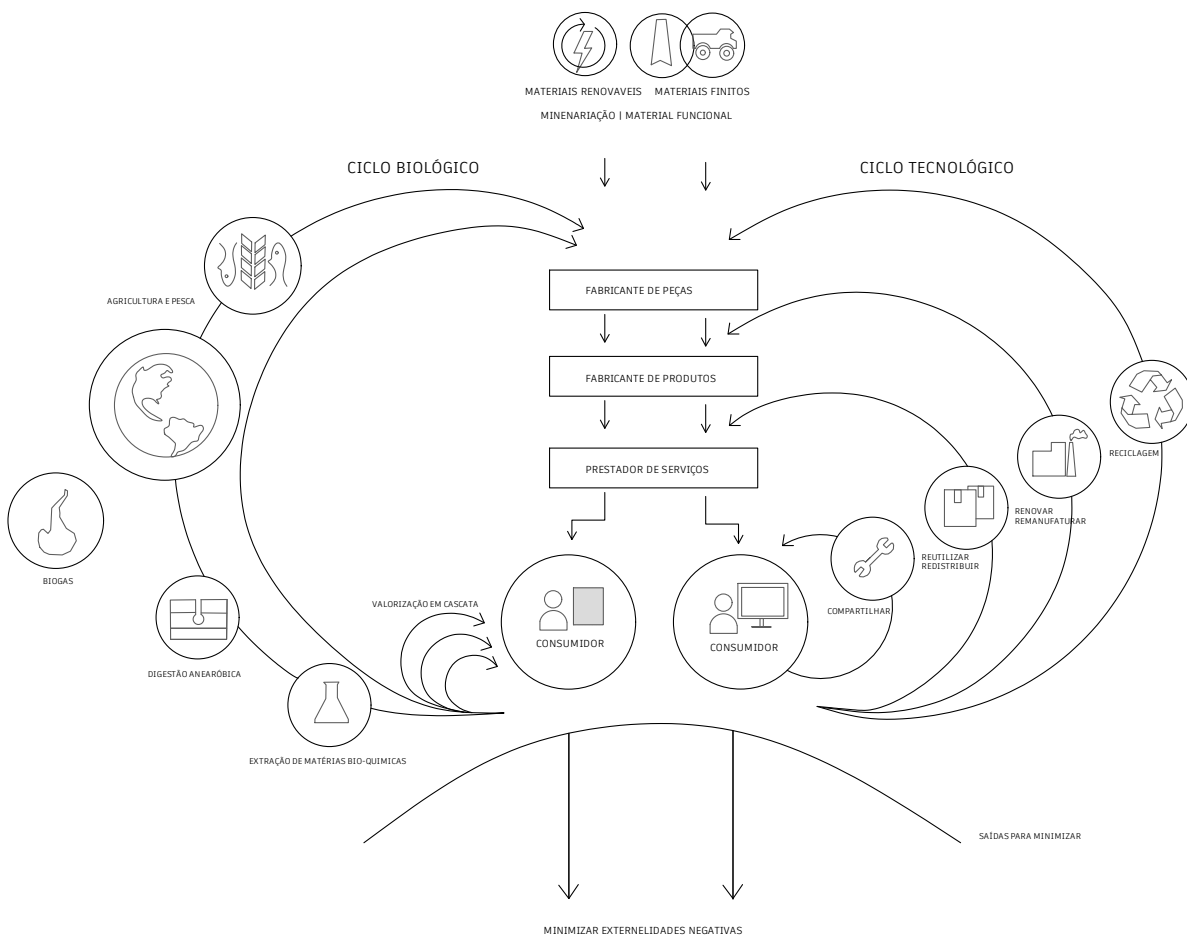 MATERIAIS RENOVAVEIS MATERIAIS FINITOS
MINENARIAÇÃO | MATERIAL FUNCIONAL
CICLO BIOLÓGICO
CICLO TECNOLÓGICO
AGRICULTURA E PESCA
FABRICANTE DE PEÇAS
FABRICANTE DE PRODUTOS
PRESTADOR DE SERVIÇOS
RECICLAGEM
RENOVAR
REMANUFATURAR
REUTILIZAR
REDISTRIBUIR
BIOGAS
VALORIZAÇÃO EM CASCATA
COMPARTILHAR
CONSUMIDOR
CONSUMIDOR
DIGESTÃO ANEARÓBICA
EXTRAÇÃO DE MATÉRIAS BIO-QUIMICAS
SAÍDAS PARA MINIMIZAR
MINIMIZAR EXTERNELIDADES NEGATIVAS